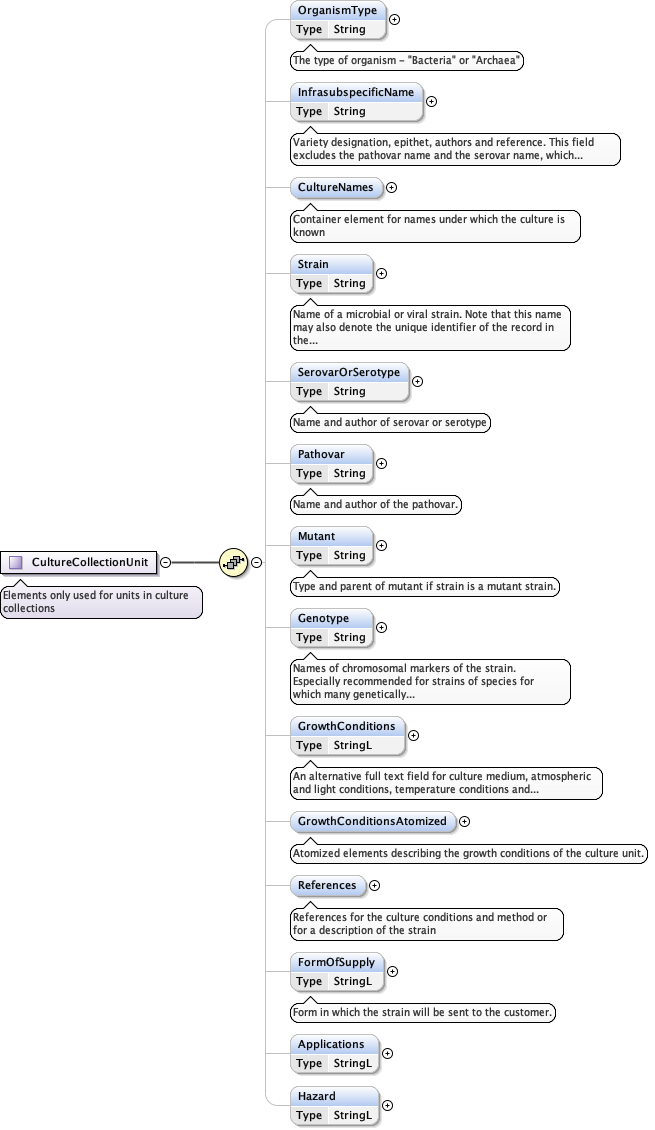 OrganismType
Type String
The type of organism – "Bacteria" or "Archaea"
InfrasubspecificName
Type String
Variety designation, epithet, authors and reference. This field
excludes the pathovar name and the serovar name, which...
CultureNames
Container element for names under which the culture is
known
Strain
Type String
Name of a microbial or viral strain. Note that this name
may also denote the unique identifier of the record in
the...
SerovarOrSerotype
Type String
Name and author of serovar or serotype
Pathovar
Type String
Name and author of the pathovar.
Mutant
Type String
Type and parent of mutant if strain is a mutant strain.
CultureCollectionUnit
Elements only used for units in culture
collections
Genotype
Type String
Names of chromosomal markers of the strain.
Especially recommended for strains of species for
which many genetically...
GrowthConditions
Type StringL
An alternative full text field for culture medium, atmospheric
and light conditions, temperature conditions and...
GrowthConditionsAtomized
Atomized elements describing the growth conditions of the culture unit.
References
References for the culture conditions and method or
for a description of the strain
FormOfSupply
Type StringL
Form in which the strain will be sent to the customer.
Applications
Type StringL
Hazard
Type StringL